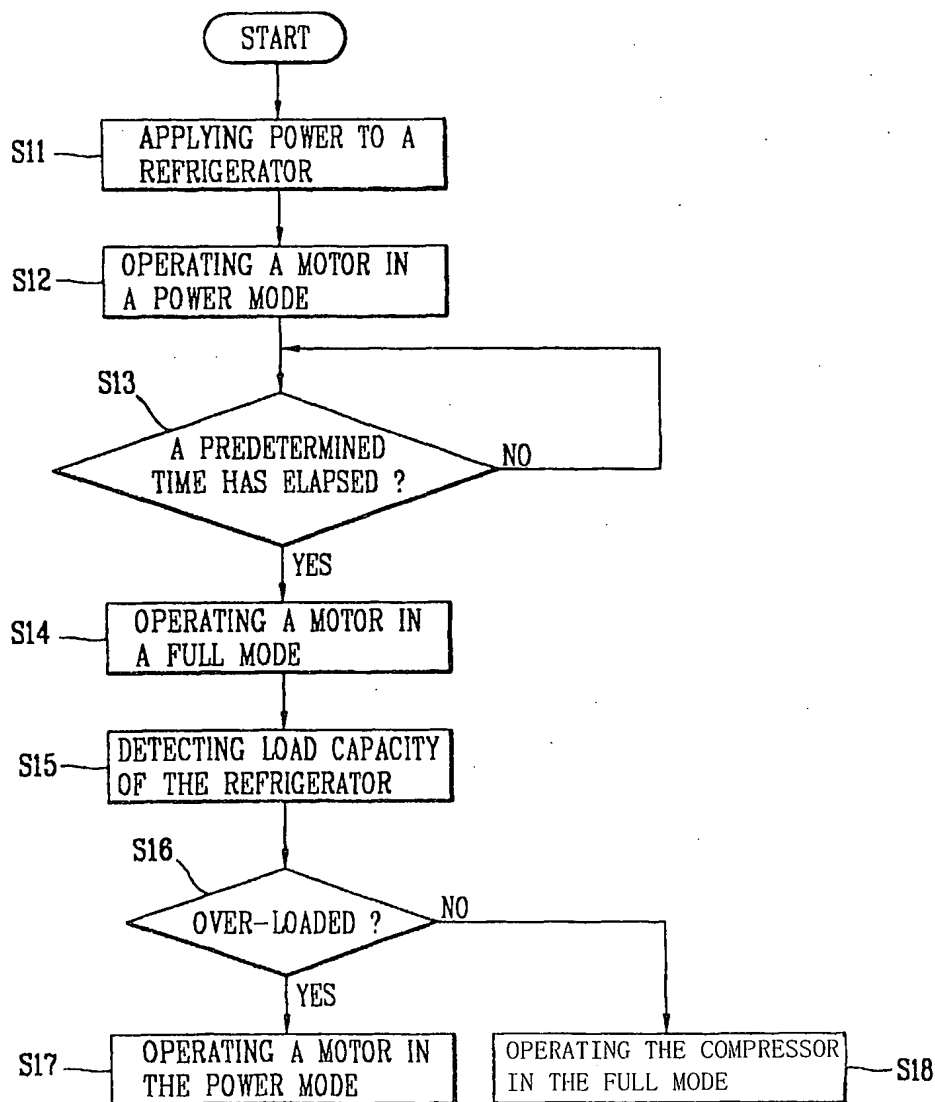 START
S11
APPLYING POWER TO A
REFRIGERATOR
S12
OPERATING A MOTOR IN
A POWER MODE
S13
A PREDETERMINED
TIME HAS ELAPSED ?
NO
YES
S14
OPERATING A MOTOR IN
A FULL MODE
S15
DETECTING LOAD CAPACITY
OF THE REFRIGERATOR
S16
OVER-LOADED ?
NO
YES
S17
OPERATING A MOTOR IN
THE POWER MODE
OPERATING THE COMPRESSOR
IN THE FULL MODE
S18